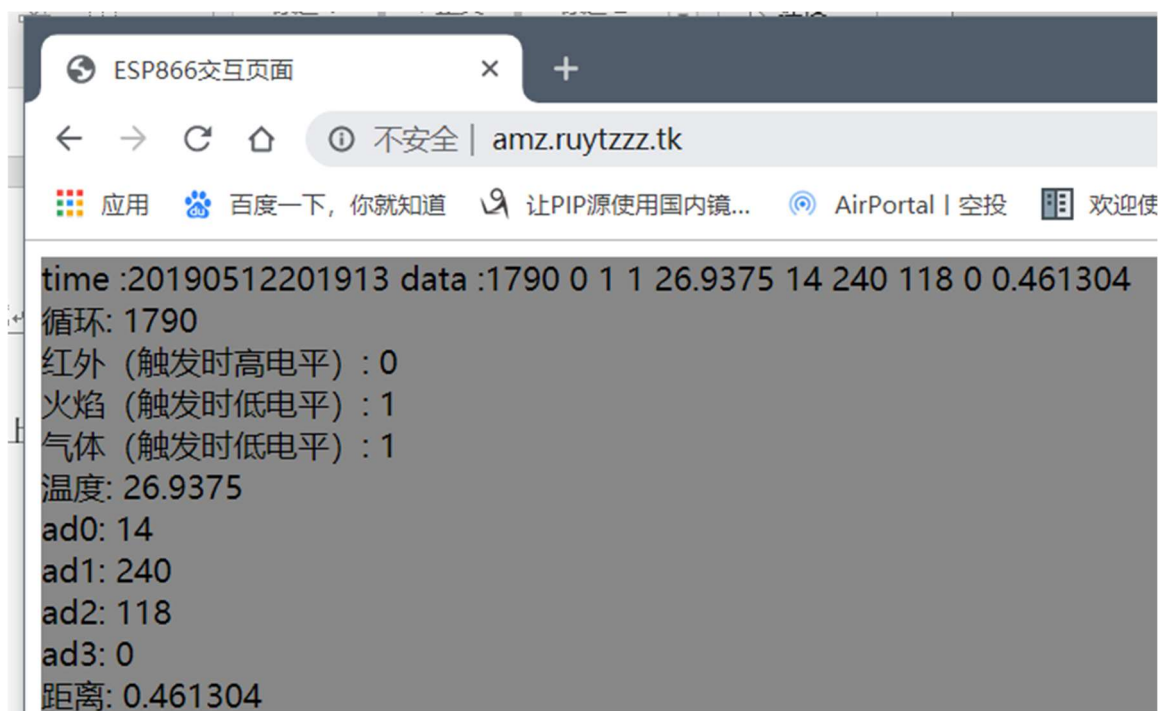 ESP866交互页面
不安全 | amz.ruytzzz.tk
应用 百度一下，你就知道 让PIP源使用国内镜... AirPortal | 空投 欢迎使
time :20190512201913 data :1790 0 1 1 26.9375 14 240 118 0 0.461304
循环: 1790
红外（触发时高电平）: 0
火焰（触发时低电平）: 1
气体（触发时低电平）: 1
温度: 26.9375
ad0: 14
ad1: 240
ad2: 118
ad3: 0
距离: 0.461304
上